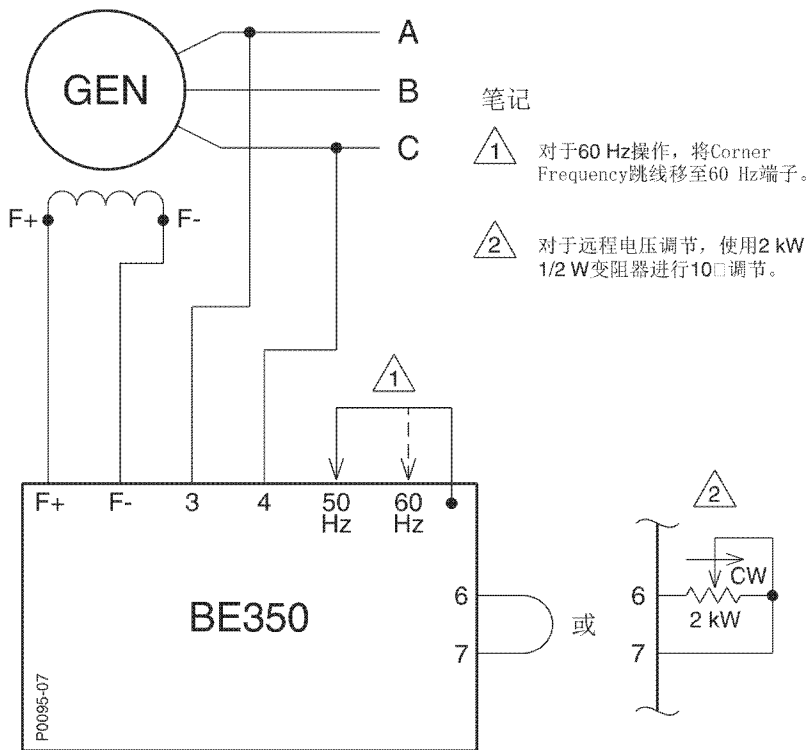 A
GEN
B
C
笔记
1
对于60 Hz操作，将Corner
Frequency跳线移至60 Hz端子。
F+
F-
2
对于远程电压调节，使用2 kW
1/2 W变阻器进行10□调节。
1
F+
F-
3
4
50
Hz
60
Hz
2
BE350
6
7
或
6
CW
2 kW
7
P0095-07